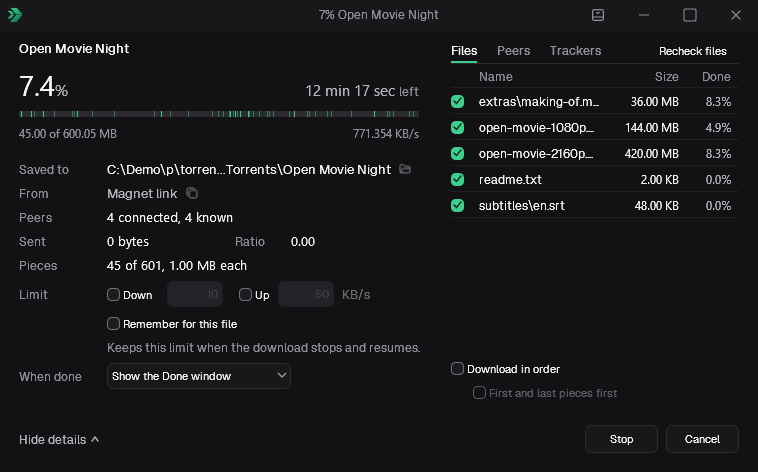 7% Open Movie Night
Open Movie Night
7.4%
12 min 17 sec left
45.00 of 600.05 MB
771.354 KB/s
Saved to C:\Demo\p\torren...Torrents\Open Movie Night
From Magnet link
Peers 4 connected, 4 known
Sent 0 bytes Ratio 0.00
Pieces 45 of 601, 1.00 MB each
Limit Down 10 Up 50 KB/s
Remember for this file
Keeps this limit when the download stops and resumes.
When done Show the Done window
Hide details
Files Peers Trackers Recheck files
Name Size Done
extras\making-of.m... 36.00 MB 8.3%
open-movie-1080p_... 144.00 MB 4.9%
open-movie-2160p_... 420.00 MB 8.3%
readme.txt 2.00 KB 0.0%
subtitles\en.srt 48.00 KB 0.0%
Download in order
First and last pieces first
Stop Cancel